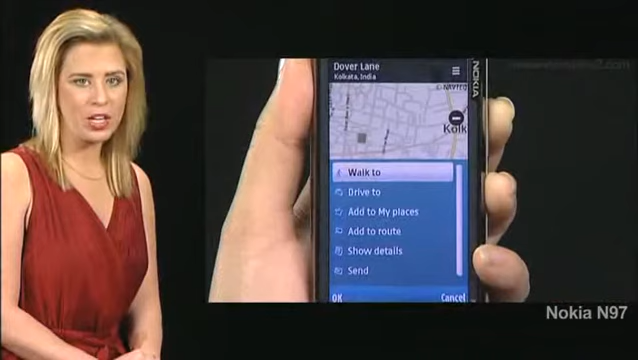 Dover Lane
Kolkata, India
NOKIA
© NAVTEQ
Kolk
Walk to
Drive to
Add to My places
Add to route
Show details
Send
OK
Cancel
Nokia N97